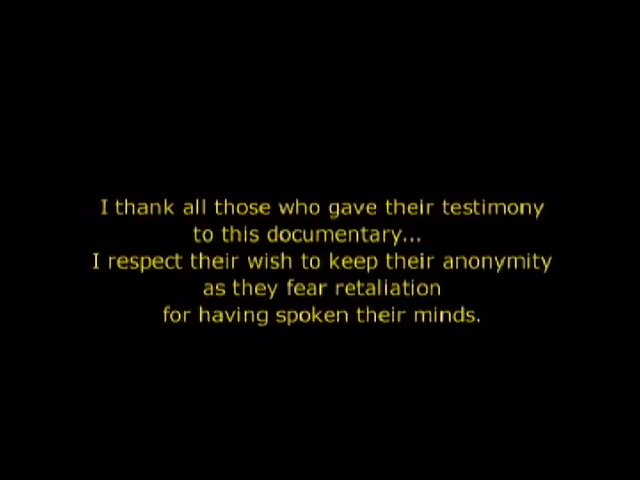 I thank all those who gave their testimony
to this documentary...
I respect their wish to keep their anonymity
as they fear retaliation
for having spoken their minds.